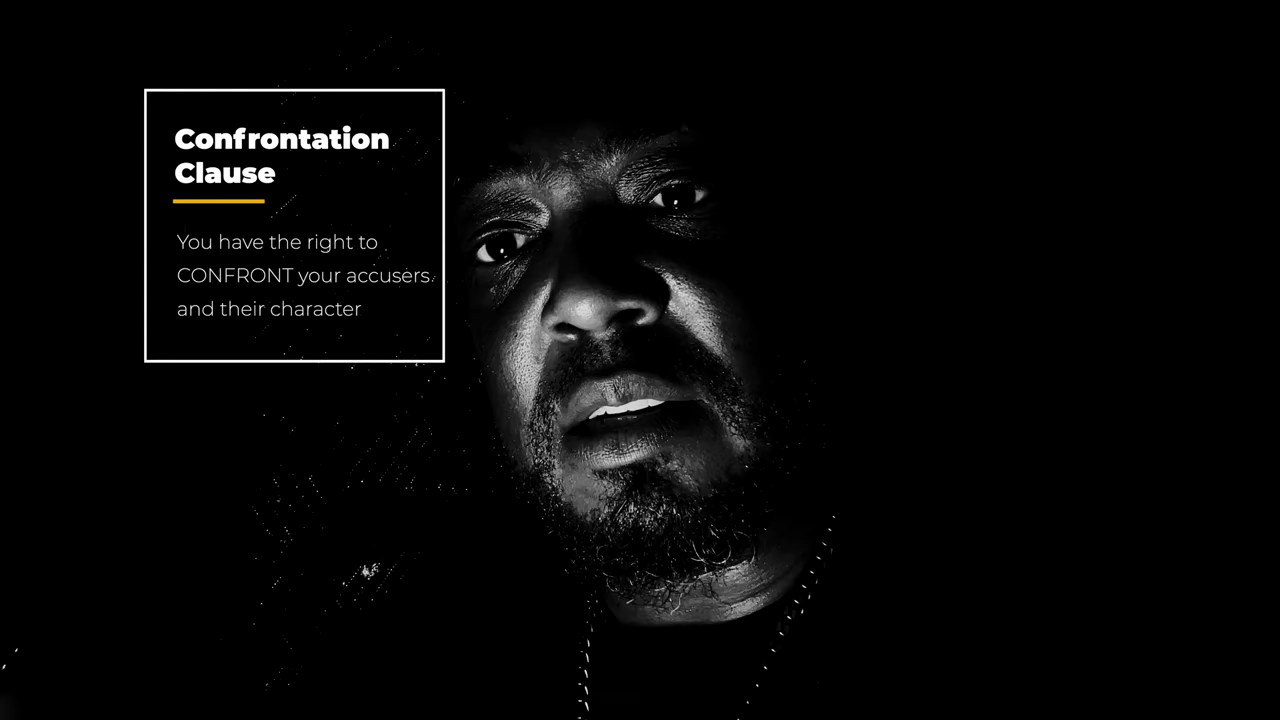 Confrontation
Clause
You have the right to
CONFRONT your accusers
and their character